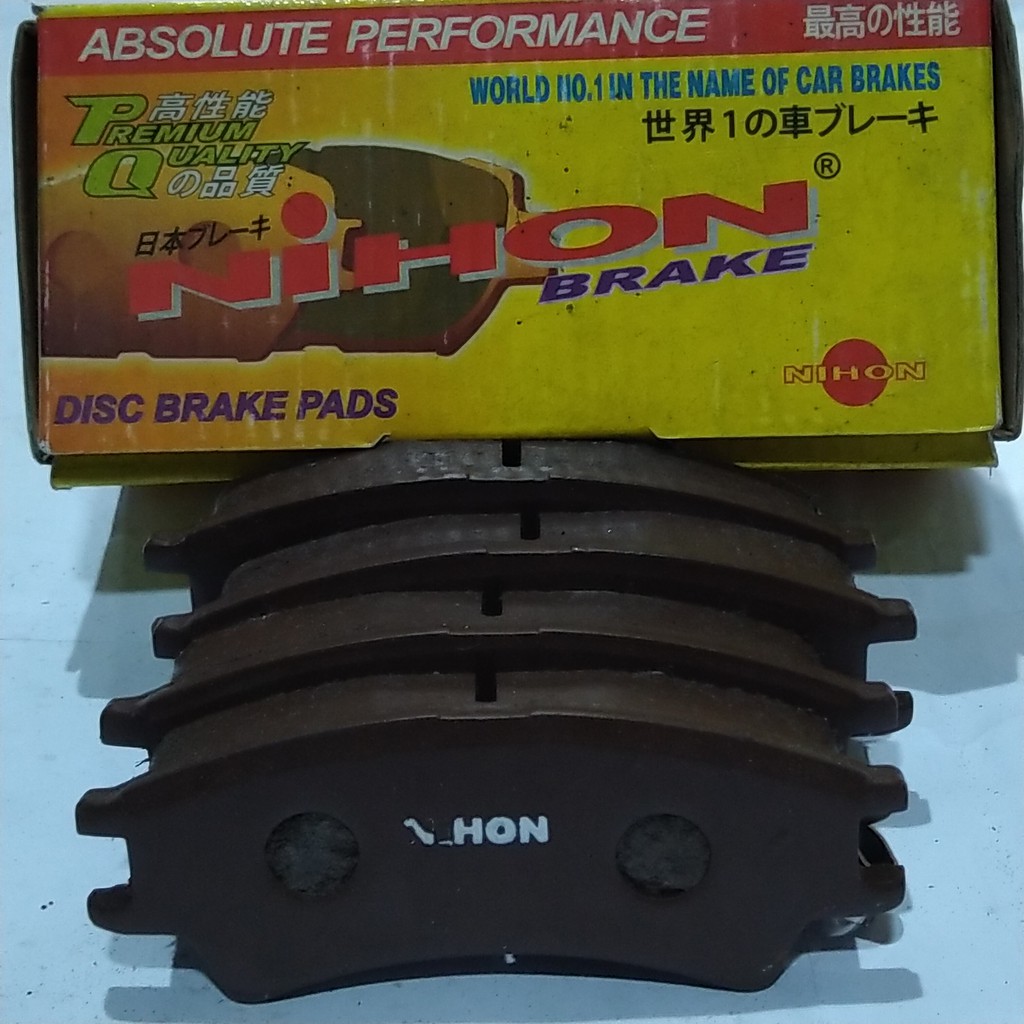 ABSOLUTE PERFORMANCE 最高の性能
WORLD NO.1 IN THE NAME OF CAR BRAKES
世界1の車ブレーキ
高性能
PREMIUM
QUALITY
の品質
日本ブレーキ
NiHON ®
BRAKE
NIHON
DISC BRAKE PADS
HON